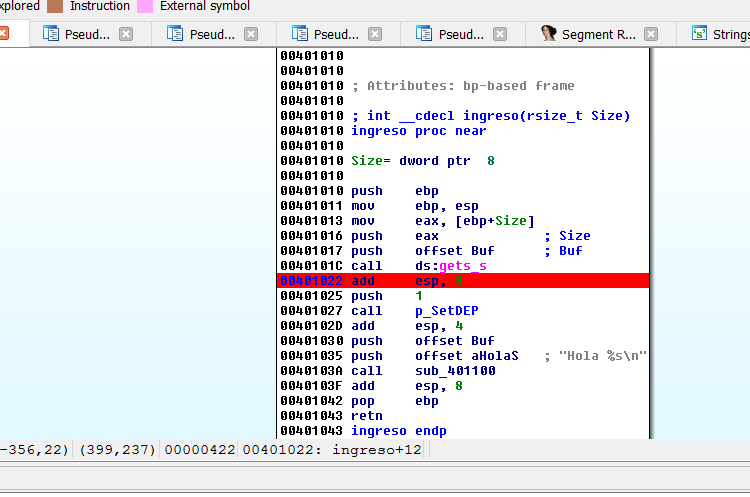 xplored Instruction External symbol
Pseud... Pseud... Pseud... Pseud... Segment R... Strings
00401010
00401010
00401010 ; Attributes: bp-based frame
00401010
00401010 ; int __cdecl ingreso(rsize_t Size)
00401010 ingreso proc near
00401010
00401010 Size= dword ptr  8
00401010
00401010 push    ebp
00401011 mov     ebp, esp
00401013 mov     eax, [ebp+Size]
00401016 push    eax             ; Size
00401017 push    offset Buf      ; Buf
0040101C call    ds:gets_s
00401022 add     esp, 8
00401025 push    1
00401027 call    p_SetDEP
0040102D add     esp, 4
00401030 push    offset Buf
00401035 push    offset aHolaS   ; "Hola %s\n"
0040103A call    sub_401100
0040103F add     esp, 8
00401042 pop     ebp
00401043 retn
00401043 ingreso endp
-356,22) (399,237) 00000422 00401022: ingreso+12